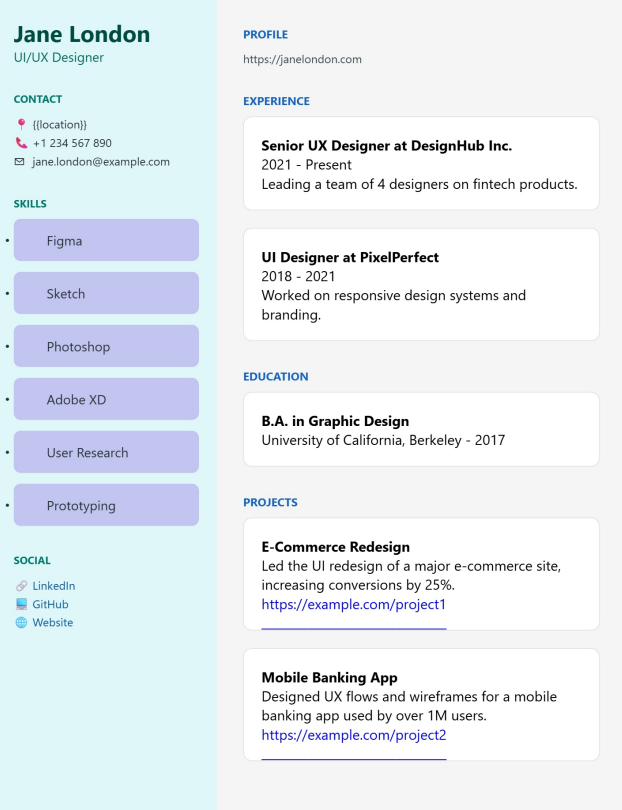 Jane London
UI/UX Designer
CONTACT
{{location}}
+1 234 567 890
jane.london@example.com
SKILLS
• Figma
• Sketch
• Photoshop
• Adobe XD
• User Research
• Prototyping
SOCIAL
LinkedIn
GitHub
Website
PROFILE
https://janelondon.com
EXPERIENCE
Senior UX Designer at DesignHub Inc.
2021 - Present
Leading a team of 4 designers on fintech products.
UI Designer at PixelPerfect
2018 - 2021
Worked on responsive design systems and
branding.
EDUCATION
B.A. in Graphic Design
University of California, Berkeley - 2017
PROJECTS
E-Commerce Redesign
Led the UI redesign of a major e-commerce site,
increasing conversions by 25%.
https://example.com/project1
Mobile Banking App
Designed UX flows and wireframes for a mobile
banking app used by over 1M users.
https://example.com/project2